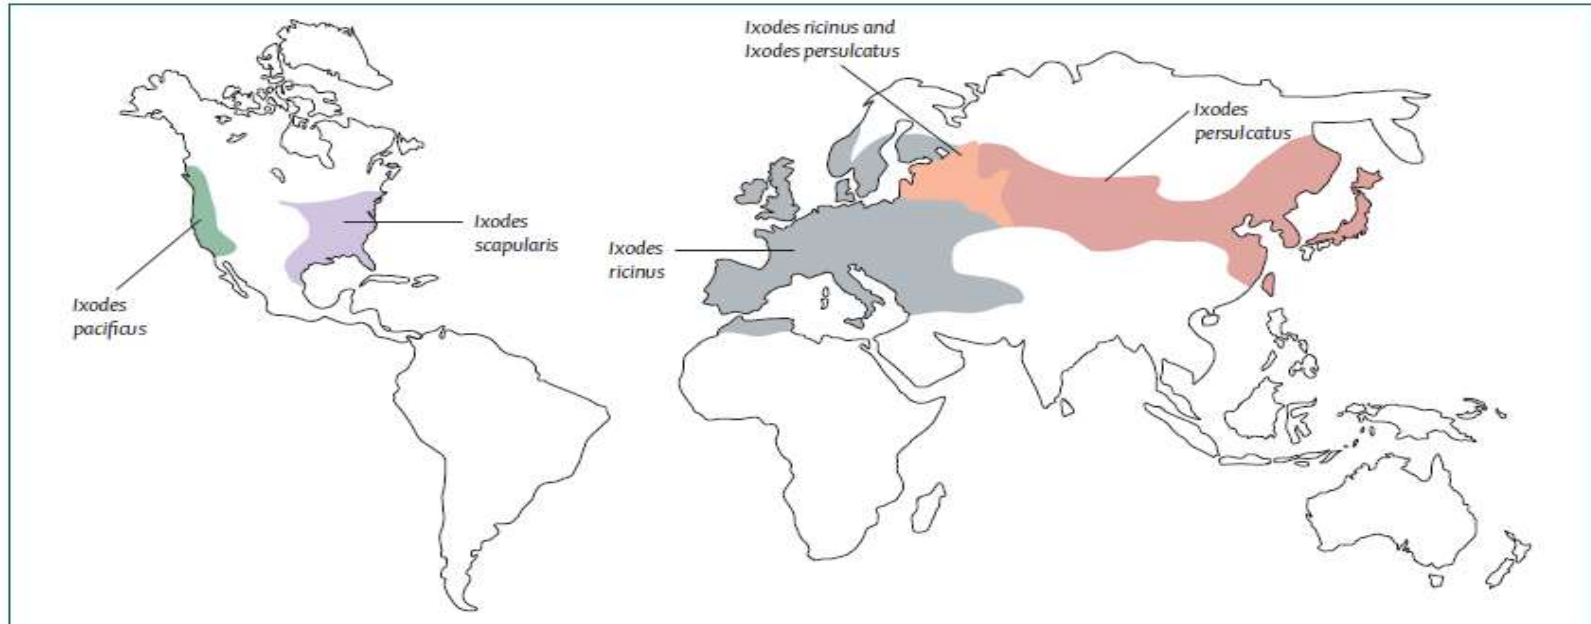 Ixodes ricinus and
Ixodes persulcatus
Ixodes
persulcatus
Ixodes
scapularis
Ixodes
ricinus
Ixodes
pacificus